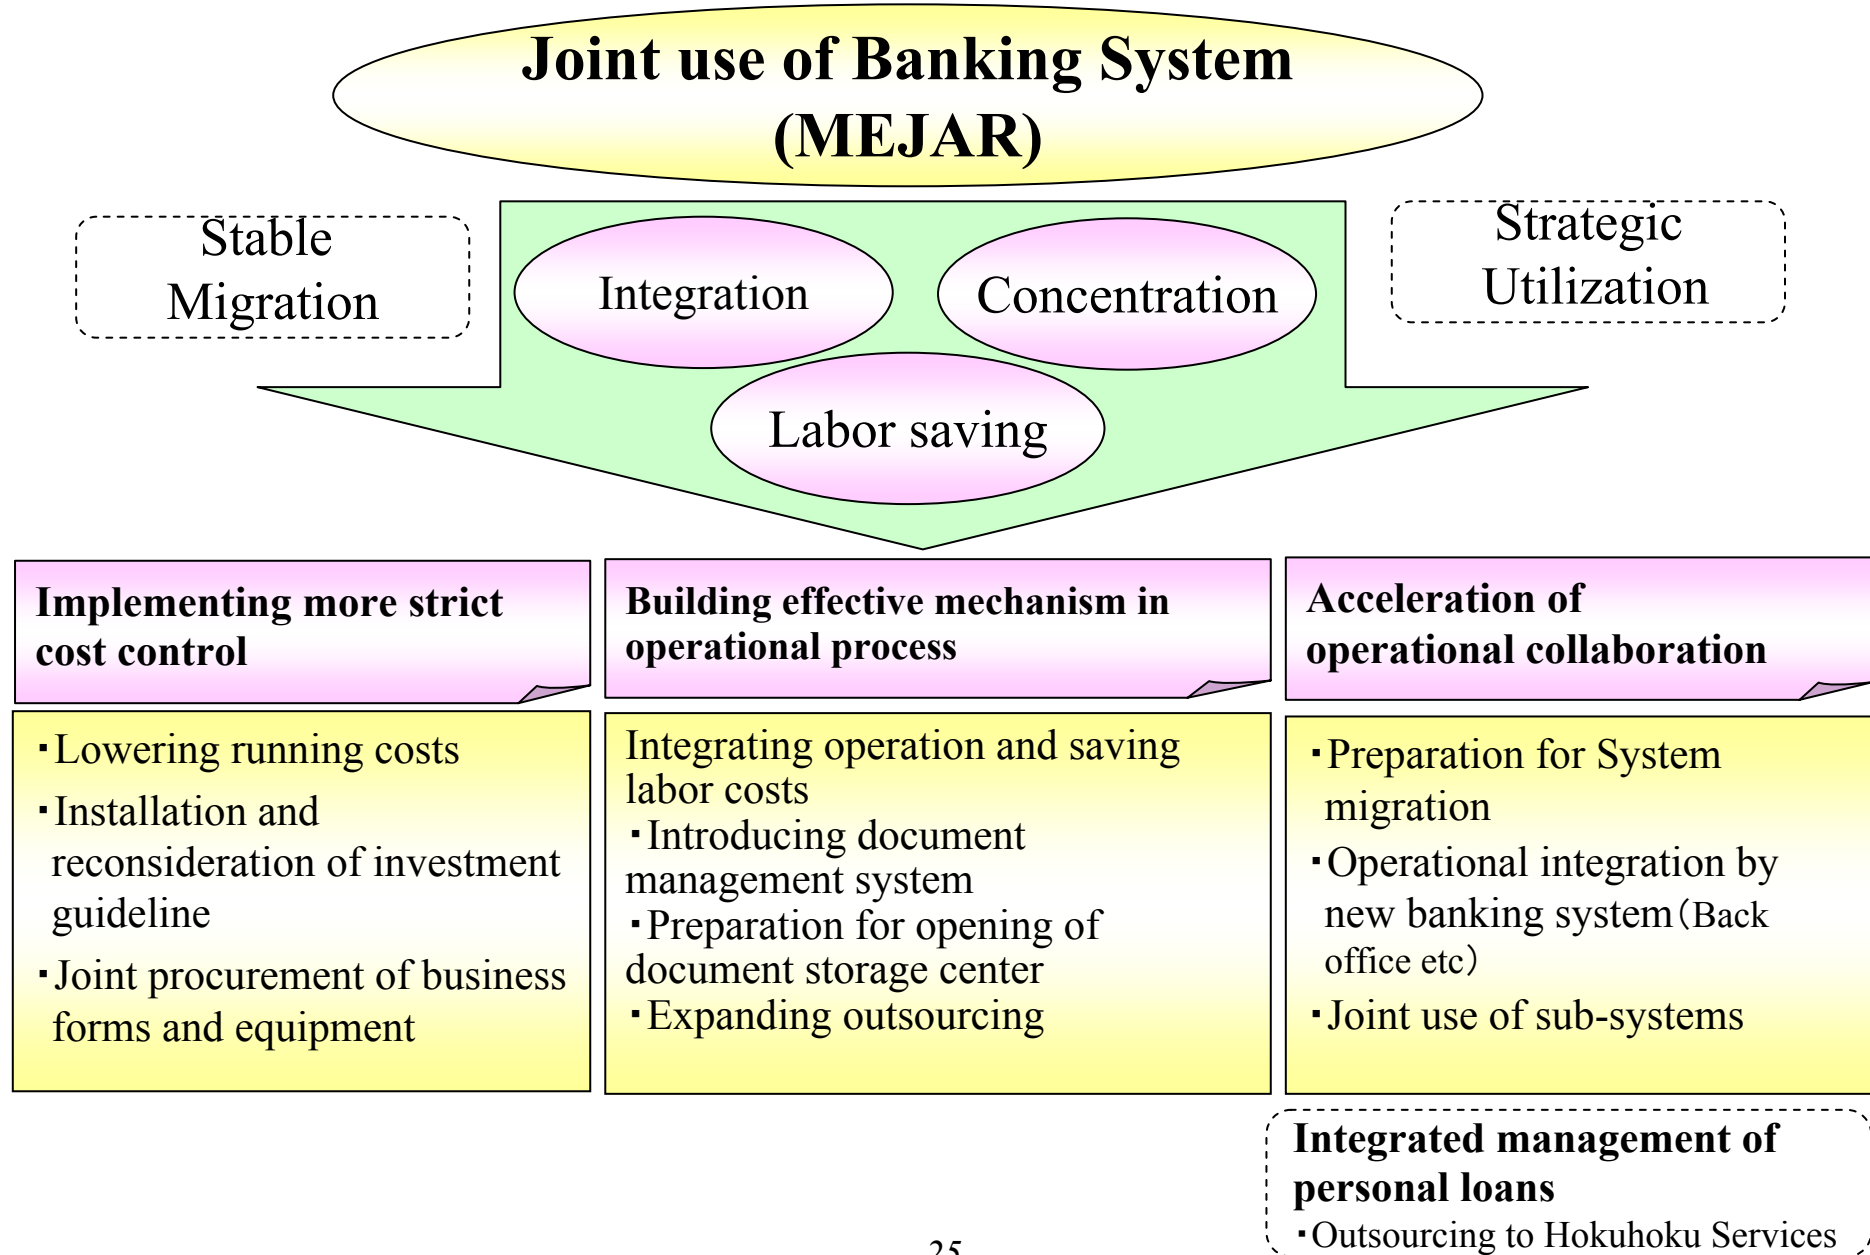 Joint use of Banking System
(MEJAR)
Stable
Migration
Integration
Concentration
Strategic
Utilization
Labor saving
Implementing more strict
cost control
・Lowering running costs
・Installation and
reconsideration of investment
guideline
・Joint procurement of business
forms and equipment
Building effective mechanism in
operational process
Integrating operation and saving
labor costs
・Introducing document
management system
・Preparation for opening of
document storage center
・Expanding outsourcing
Acceleration of
operational collaboration
・Preparation for System
migration
・Operational integration by
new banking system（Back
office etc）
・Joint use of sub-systems
Integrated management of
personal loans
・Outsourcing to Hokuhoku Services
25